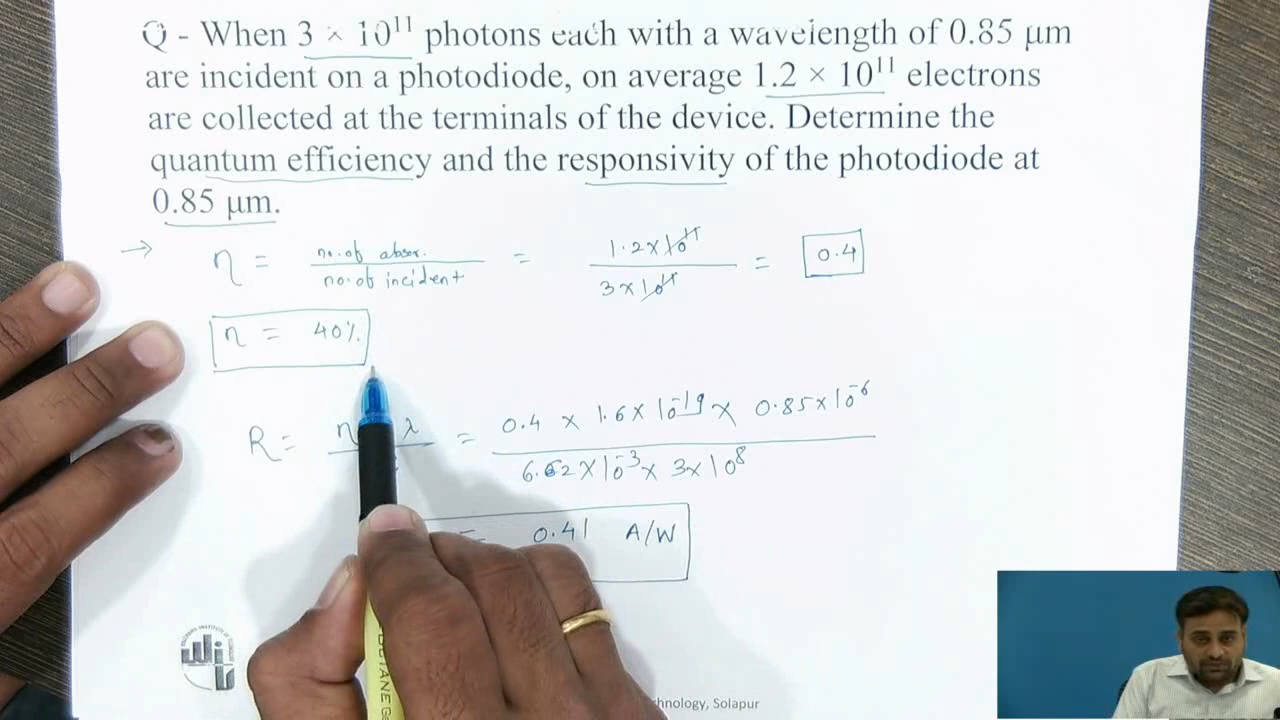 Q - When 3 × 10¹¹ photons each with a wavelength of 0.85 μm
are incident on a photodiode, on average 1.2 × 10¹¹ electrons
are collected at the terminals of the device. Determine the
quantum efficiency and the responsivity of the photodiode at
0.85 μm.
→ η = no. of absor. / no. of incident = 1.2 × 10¹¹ / 3 × 10¹¹ = 0.4
η = 40%
R = η λ = 0.4 × 1.6 × 10⁻¹⁹ × 0.85 × 10⁻⁶ / 6.62 × 10⁻³ × 3 × 10⁸
= 0.41 A/W
Technology, Solapur